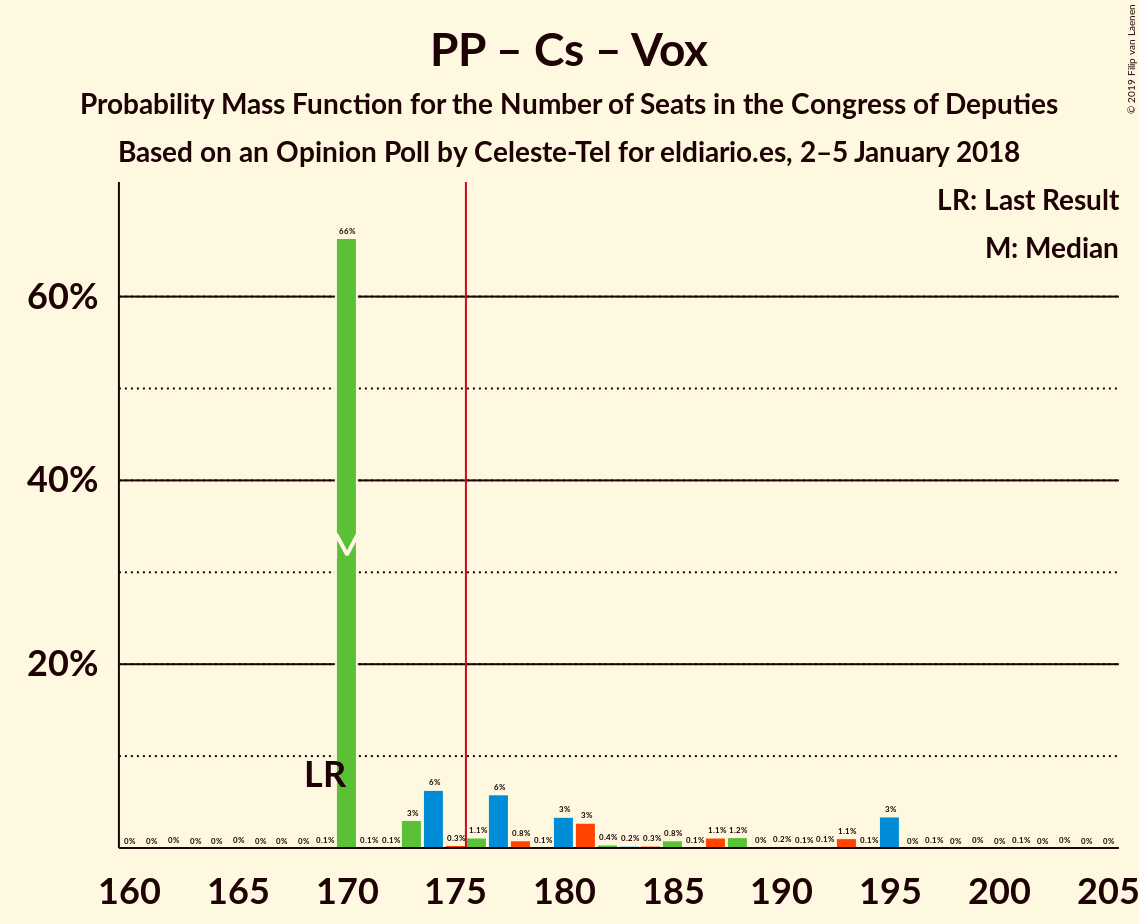 © 2019 Filip van Laenen
PP – Cs – Vox
Probability Mass Function for the Number of Seats in the Congress of Deputies
Based on an Opinion Poll by Celeste-Tel for eldiario.es, 2–5 January 2018
LR: Last Result
M: Median
60%
40%
20%
66%
M
LR
0% 0% 0% 0% 0% 0% 0% 0% 0% 0.1% 0.1% 0.1% 3% 6% 0.3% 1.1% 6% 0.8% 0.1% 3% 3% 0.4% 0.2% 0.3% 0.8% 0.1% 1.1% 1.2% 0% 0.2% 0.1% 0.1% 1.1% 0.1% 3% 0% 0.1% 0% 0% 0% 0.1% 0% 0% 0% 0%
160 165 170 175 180 185 190 195 200 205